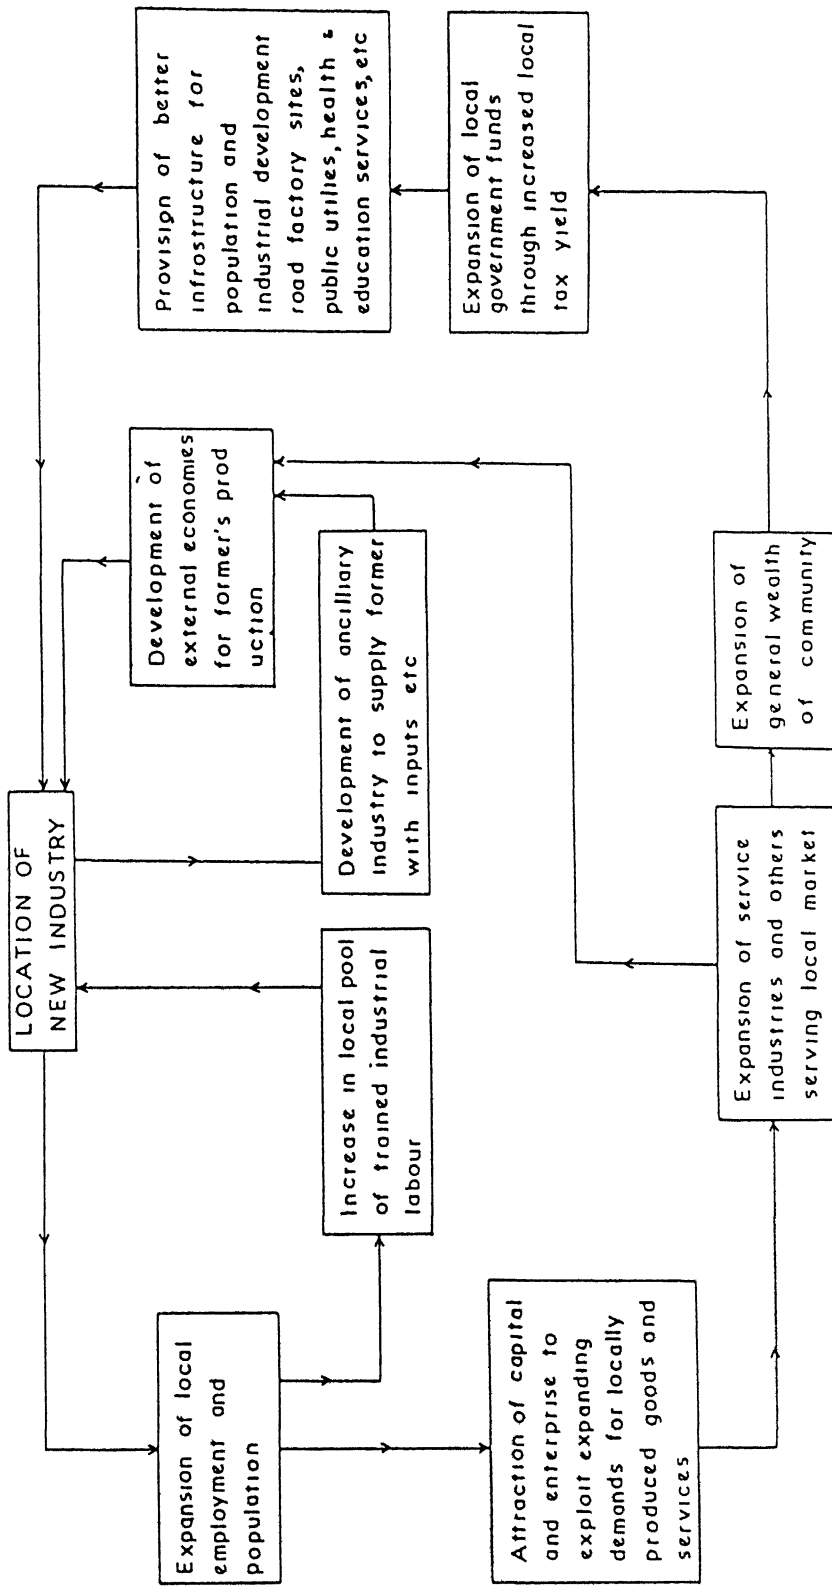 LOCATION OF
NEW INDUSTRY
Expansion of local
employment and
population
Increase in local pool
of trained industrial
labour
Development of ancilliary
industry to supply former
with inputs etc
Development of
external economies
for former's prod
uction
Provision of better
infrostructure for
population and
industrial development
road factory sites,
public utilies, health &
education services, etc
Attraction of capital
and enterprise to
exploit expanding
demands for locally
produced goods and
services
Expansion of service
industries and others
serving local market
Expansion of
general wealth
of community
Expansion of local
government funds
through increased local
tax yield